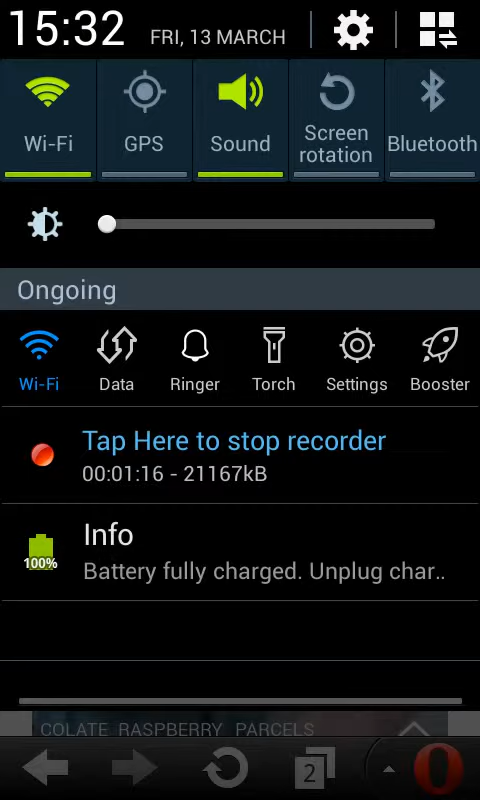 15:32 FRI, 13 MARCH
Wi-Fi GPS Sound Screen rotation Bluetooth
Ongoing
Wi-Fi Data Ringer Torch Settings Booster
Tap Here to stop recorder
00:01:16 - 21167kB
Info
100%
Battery fully charged. Unplug char..
COLATE RASPBERRY PARCELS
2